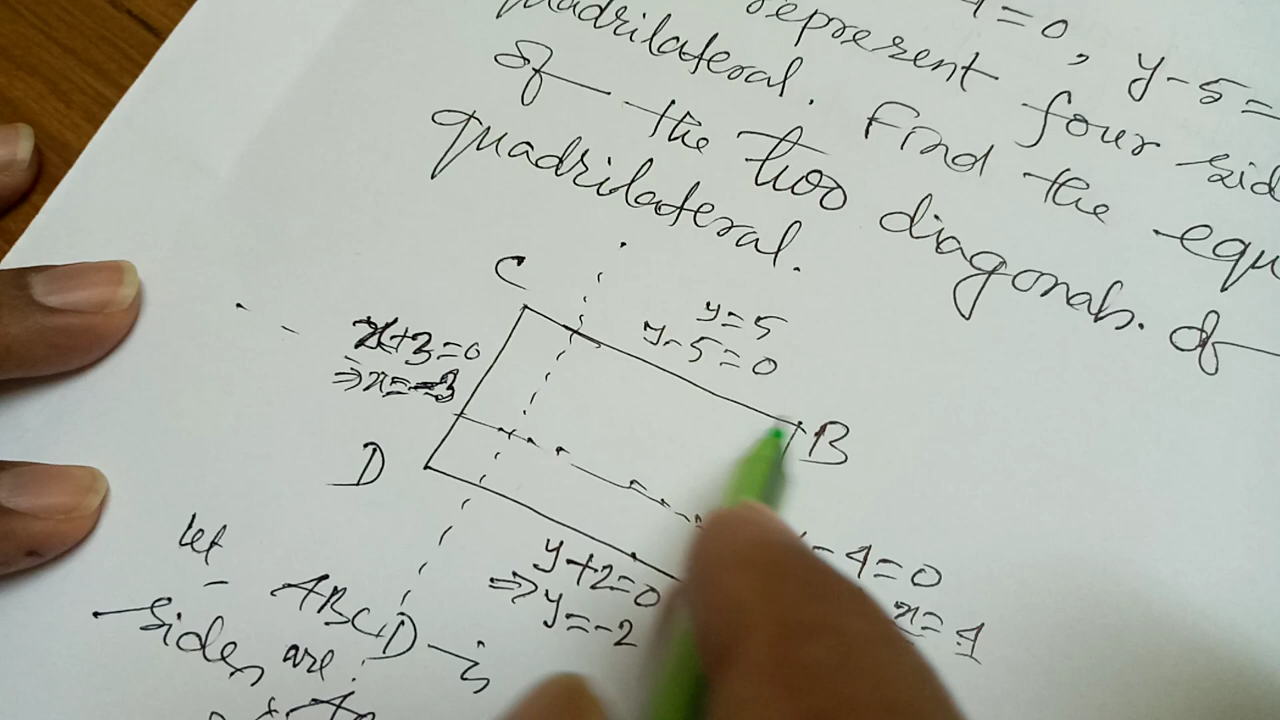 4=0, y-5=
represent four sid
quadrilateral. Find the equ
of the two diagonals. of
quadrilateral.
C
y=5
y-5=0
x+3=0
⇒x=-3
B
D
-4=0
x=4
y+2=0
⇒y=-2
let
ABCD is
sides are